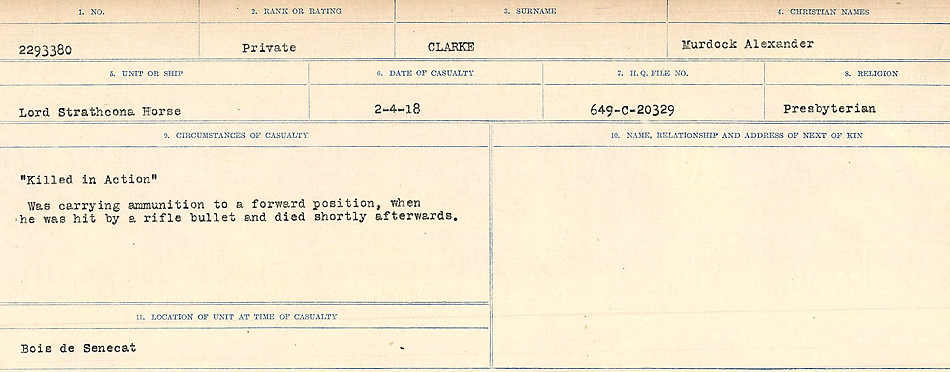 1. NO.
2. RANK OR RATING
3. SURNAME
4. CHRISTIAN NAMES
2293380
Private
CLARKE
Murdock Alexander
5. UNIT OR SHIP
6. DATE OF CASUALTY
7. H. Q. FILE NO.
8. RELIGION
Lord Strathcona Horse
2-4-18
649-C-20329
Presbyterian
9. CIRCUMSTANCES OF CASUALTY
10. NAME, RELATIONSHIP AND ADDRESS OF NEXT OF KIN
"Killed in Action"
Was carrying ammunition to a forward position, when
he was hit by a rifle bullet and died shortly afterwards.
11. LOCATION OF UNIT AT TIME OF CASUALTY
Bois de Senecat